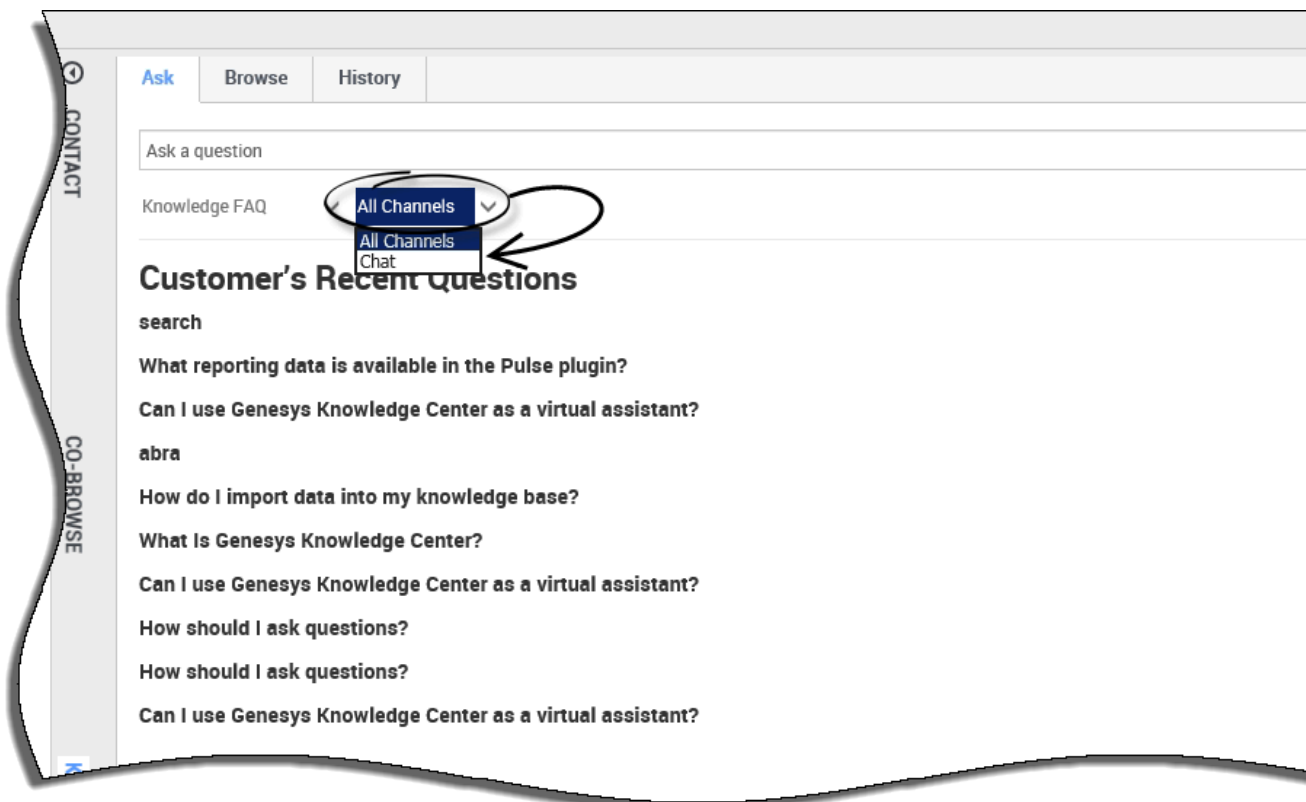 CONTACT
CO-BROWSE
Ask Browse History
Ask a question
Knowledge FAQ All Channels
All Channels
Chat
Customer's Recent Questions
search
What reporting data is available in the Pulse plugin?
Can I use Genesys Knowledge Center as a virtual assistant?
abra
How do I import data into my knowledge base?
What Is Genesys Knowledge Center?
Can I use Genesys Knowledge Center as a virtual assistant?
How should I ask questions?
How should I ask questions?
Can I use Genesys Knowledge Center as a virtual assistant?